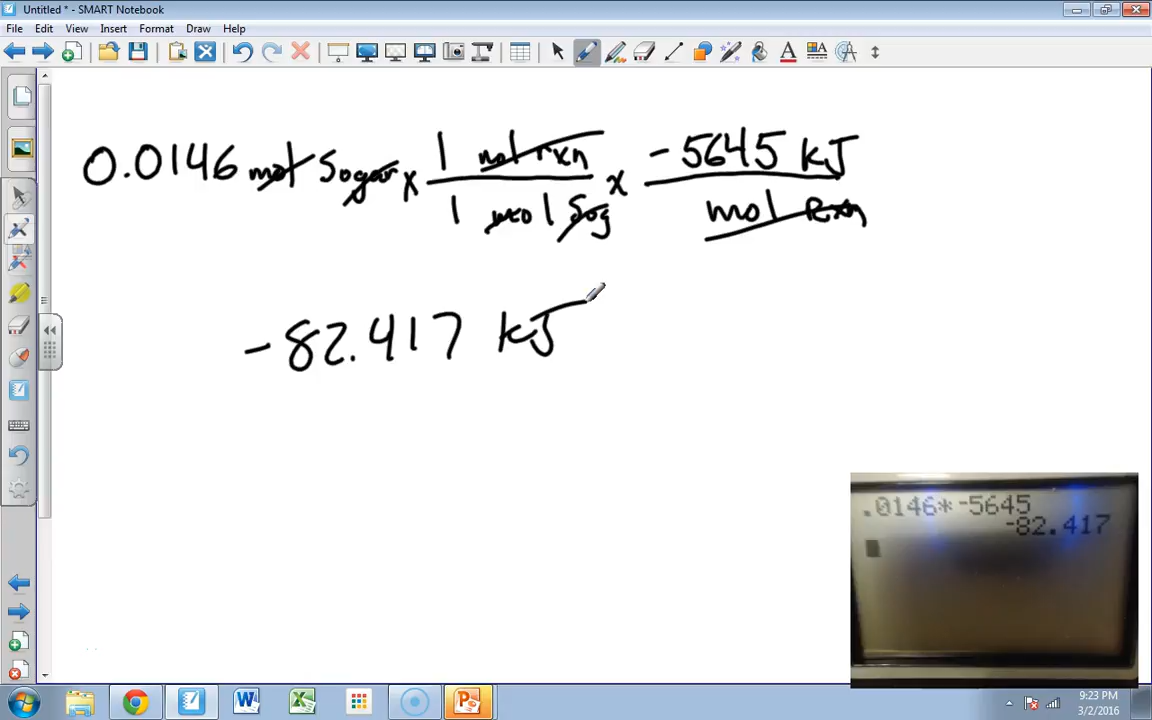 Untitled * - SMART Notebook
File Edit View Insert Format Draw Help
0.0146 mol Sugar x 1 mol rxn / 1 mol Sug x -5645 kJ / mol Rxn
-82.417 kJ
.0146*-5645
-82.417
9:23 PM
3/2/2016